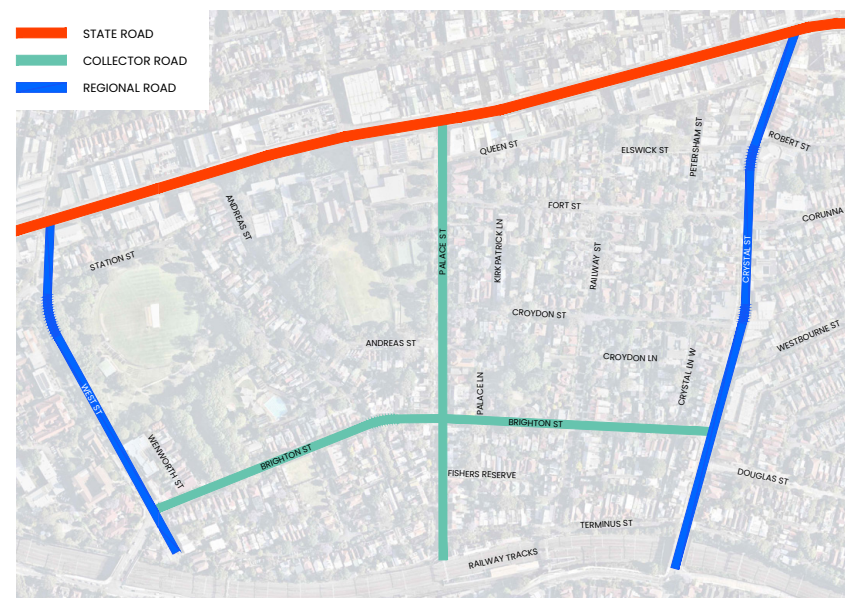 STATE ROAD
COLLECTOR ROAD
REGIONAL ROAD
QUEEN ST
ELSWICK ST
PETERSHAM ST
ROBERT ST
ANDREAS ST
FORT ST
CORUNNA
STATION ST
PALACE ST
KIRKPATRICK LN
RAILWAY ST
CRYSTAL ST
CROYDON ST
WESTBOURNE ST
ANDREAS ST
CROYDON LN
CRYSTAL LN W
WEST ST
PALACE LN
BRIGHTON ST
BRIGHTON ST
WENWORTH ST
FISHERS RESERVE
DOUGLAS ST
TERMINUS ST
RAILWAY TRACKS